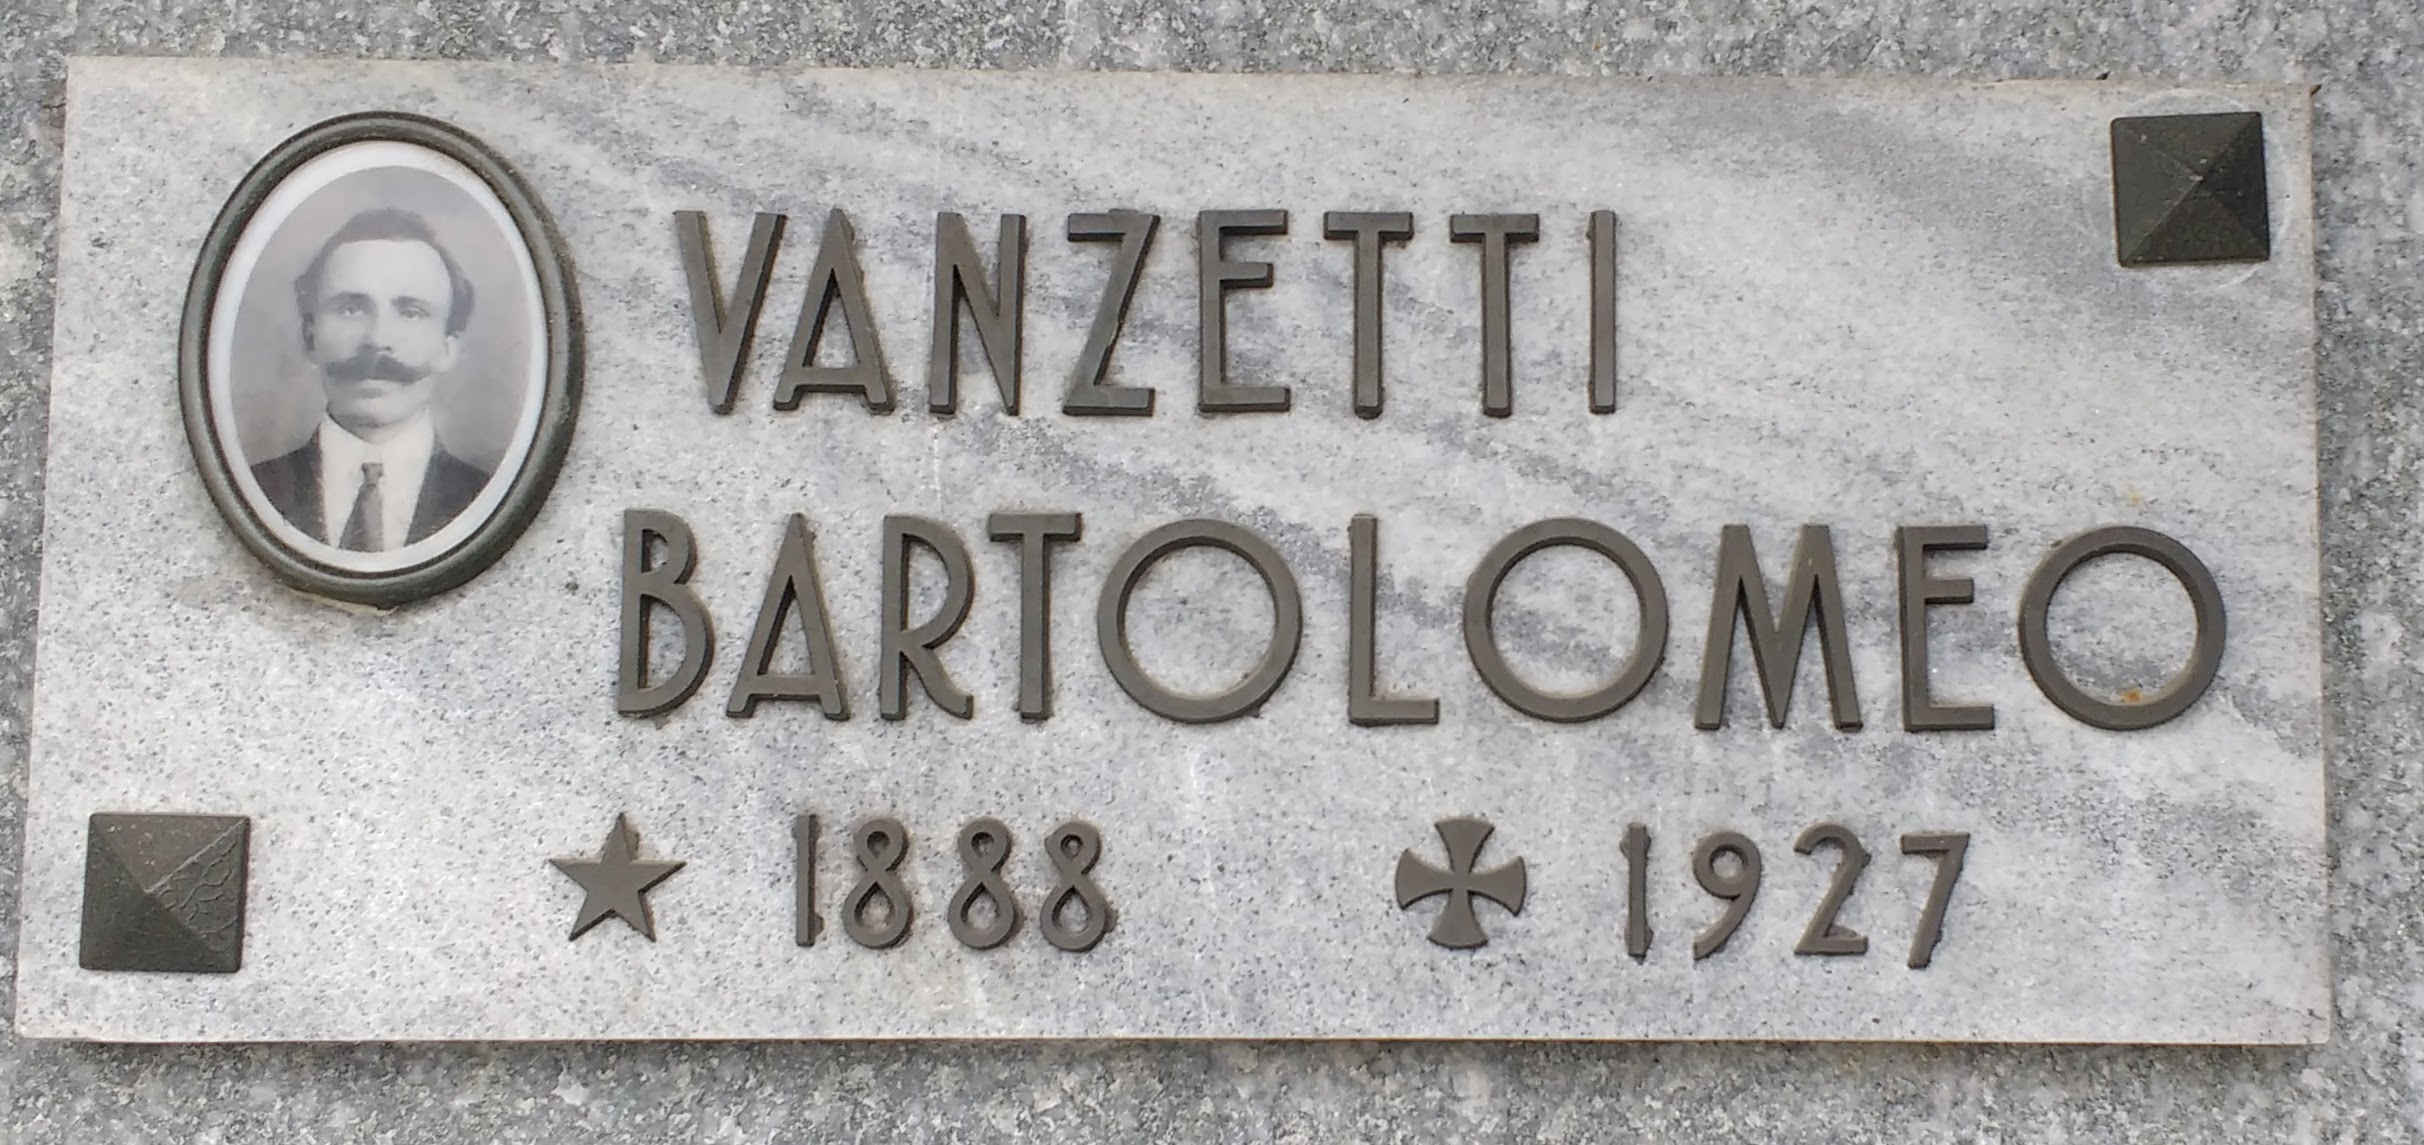 VANZETTI
BARTOLOMEO
★ 1888 ✠ 1927